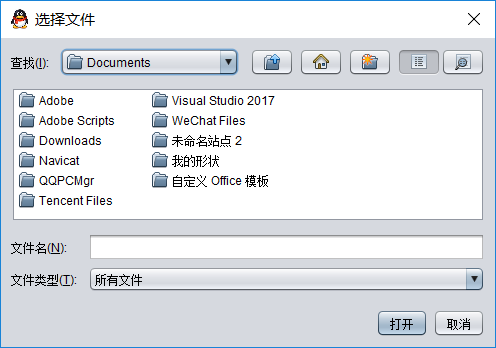 选择文件
查找(I): Documents
Adobe
Adobe Scripts
Downloads
Navicat
QQPCMgr
Tencent Files
Visual Studio 2017
WeChat Files
未命名站点 2
我的形状
自定义 Office 模板
文件名(N):
文件类型(T): 所有文件
打开 取消